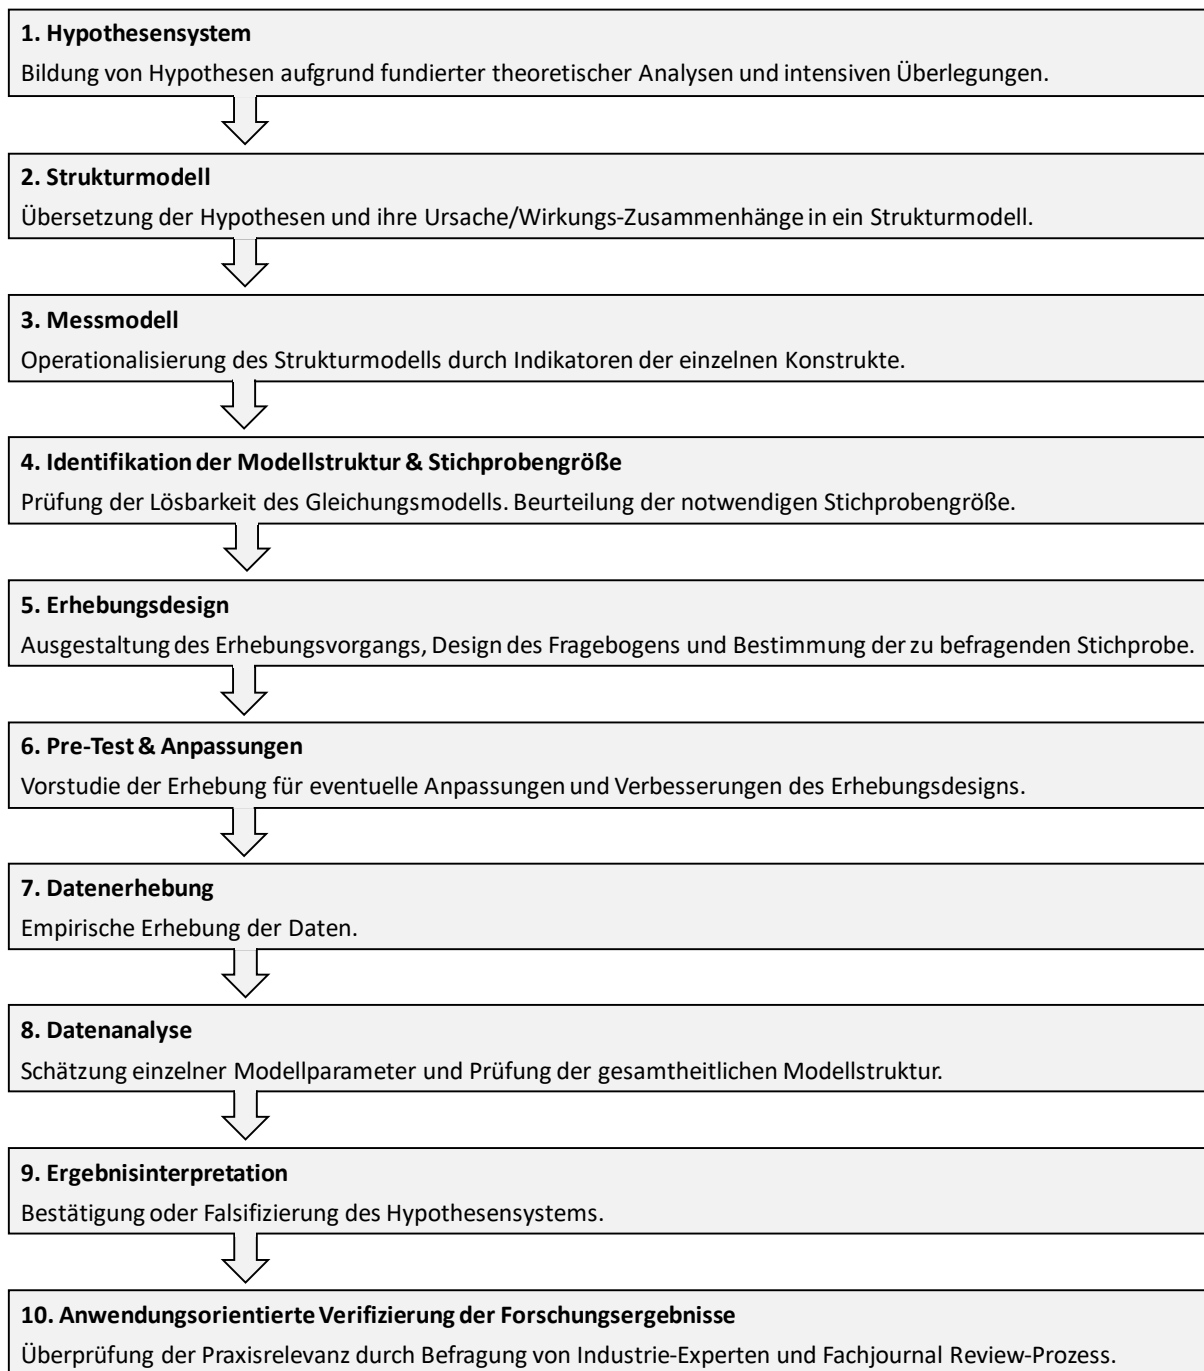 1. Hypothesensystem
Bildung von Hypothesen aufgrund fundierter theoretischer Analysen und intensiven Überlegungen.
2. Strukturmodell
Übersetzung der Hypothesen und ihre Ursache/Wirkungs-Zusammenhänge in ein Strukturmodell.
3. Messmodell
Operationalisierung des Strukturmodells durch Indikatoren der einzelnen Konstrukte.
4. Identifikation der Modellstruktur & Stichprobengröße
Prüfung der Lösbarkeit des Gleichungsmodells. Beurteilung der notwendigen Stichprobengröße.
5. Erhebungsdesign
Ausgestaltung des Erhebungsvorgangs, Design des Fragebogens und Bestimmung der zu befragenden Stichprobe.
6. Pre-Test & Anpassungen
Vorstudie der Erhebung für eventuelle Anpassungen und Verbesserungen des Erhebungsdesigns.
7. Datenerhebung
Empirische Erhebung der Daten.
8. Datenanalyse
Schätzung einzelner Modellparameter und Prüfung der gesamtheitlichen Modellstruktur.
9. Ergebnisinterpretation
Bestätigung oder Falsifizierung des Hypothesensystems.
10. Anwendungsorientierte Verifizierung der Forschungsergebnisse
Überprüfung der Praxisrelevanz durch Befragung von Industrie-Experten und Fachjournal Review-Prozess.